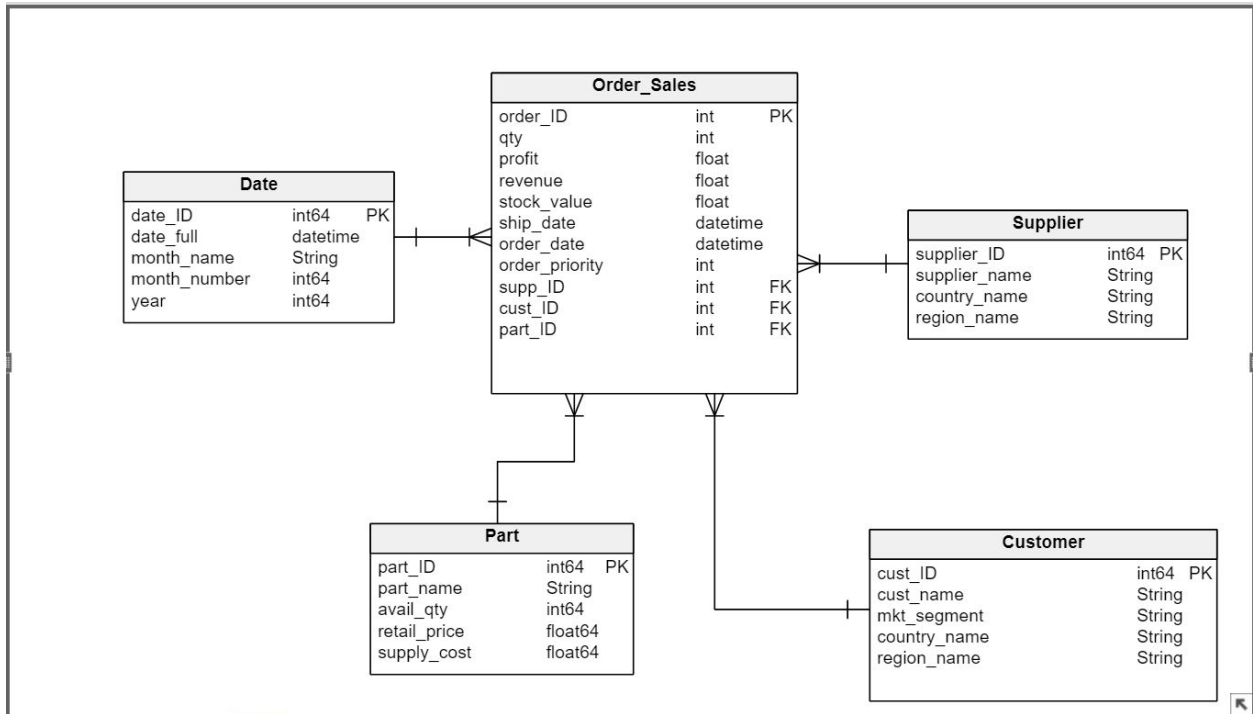 Order_Sales
order_ID int PK
qty int
profit float
revenue float
stock_value float
ship_date datetime
order_date datetime
order_priority int
supp_ID int FK
cust_ID int FK
part_ID int FK
Date
date_ID int64 PK
date_full datetime
month_name String
month_number int64
year int64
Supplier
supplier_ID int64 PK
supplier_name String
country_name String
region_name String
Part
part_ID int64 PK
part_name String
avail_qty int64
retail_price float64
supply_cost float64
Customer
cust_ID int64 PK
cust_name String
mkt_segment String
country_name String
region_name String